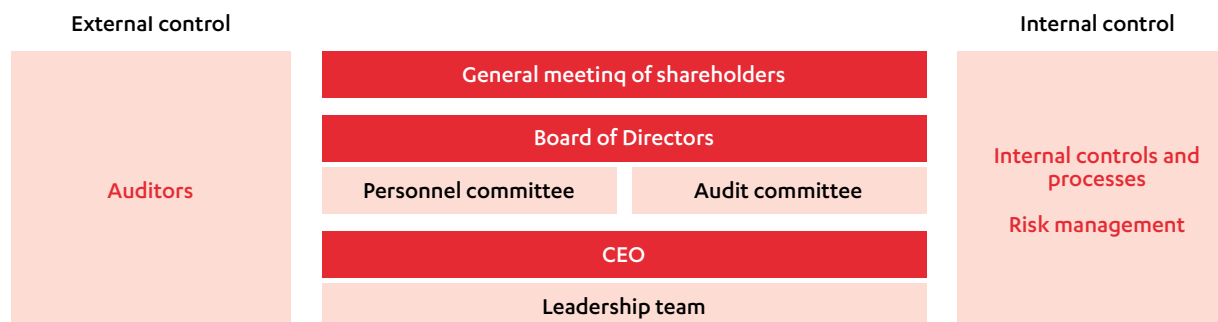 External control
Internal control
General meeting of shareholders
Board of Directors
Auditors
Personnel committee
Audit committee
Internal controls and
processes
Risk management
CEO
Leadership team